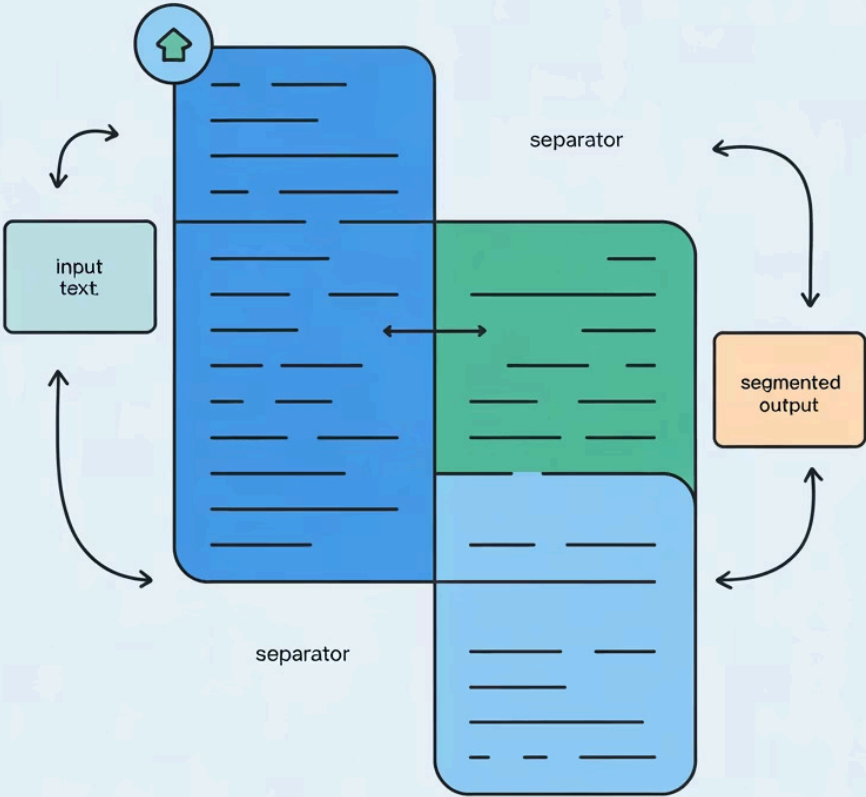 separator
input
text.
segmented
output
separator